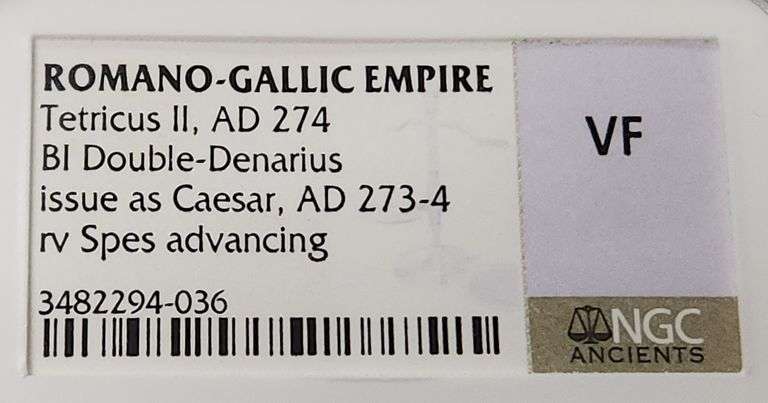 ROMANO-GALLIC EMPIRE
Tetricus II, AD 274
BI Double-Denarius
issue as Caesar, AD 273-4
rv Spes advancing
3482294-036
VF
NGC
ANCIENTS